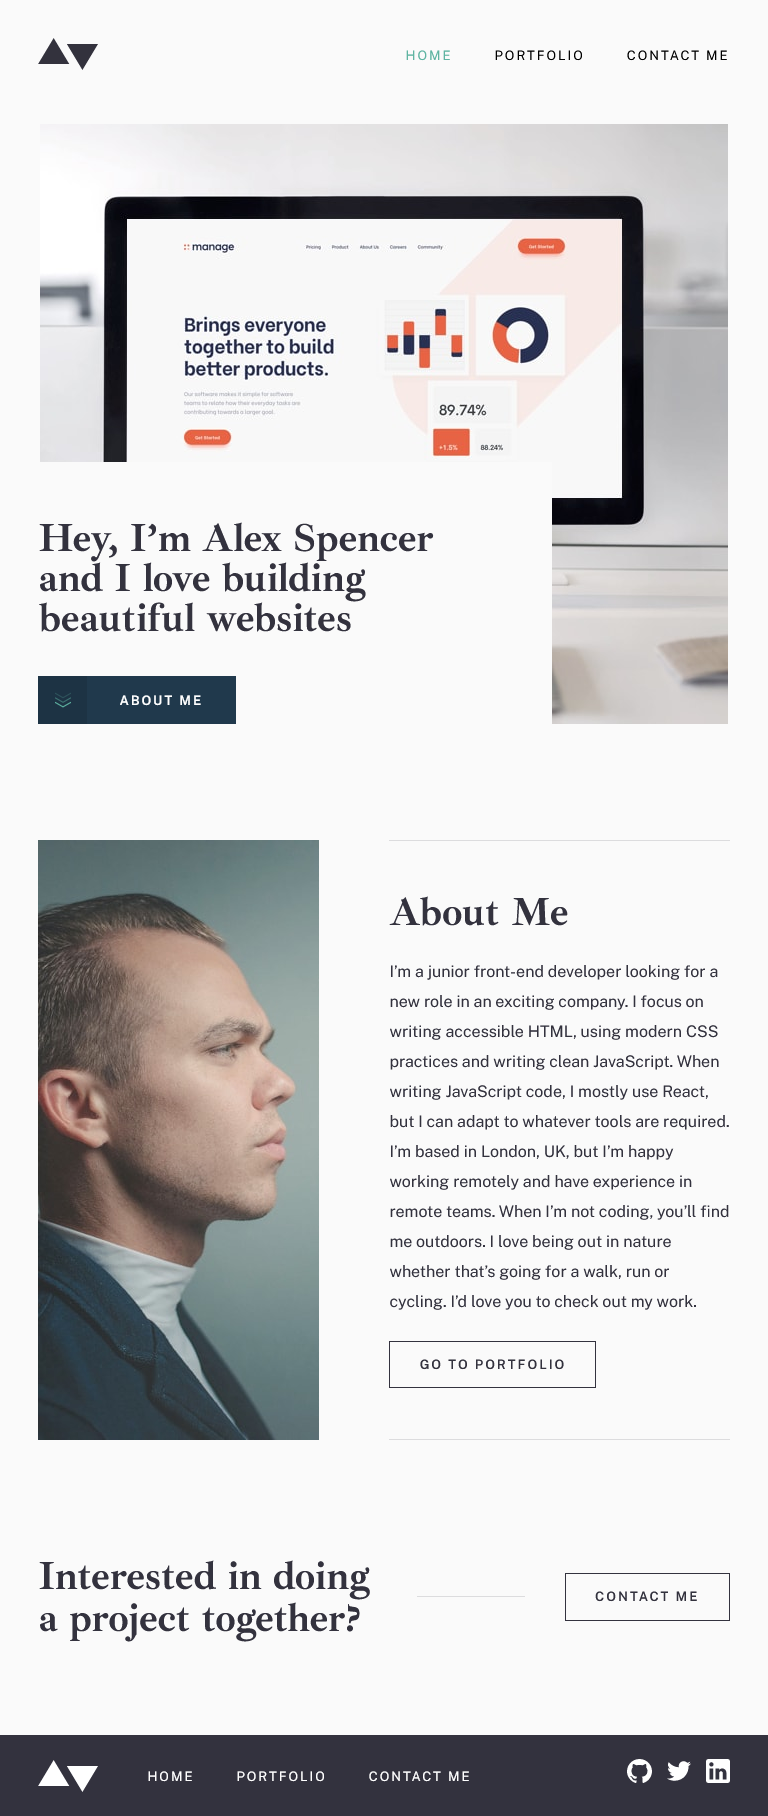 HOME PORTFOLIO CONTACT ME
manage Pricing Product About Us Careers Community Get Started
Brings everyone
together to build
better products.
Our software makes it simple for software
teams to relate how their everyday tasks are
contributing towards a larger goal.
Get Started
89.74%
+1.5% 88.24%
Hey, I’m Alex Spencer
and I love building
beautiful websites
ABOUT ME
About Me
I’m a junior front-end developer looking for a
new role in an exciting company. I focus on
writing accessible HTML, using modern CSS
practices and writing clean JavaScript. When
writing JavaScript code, I mostly use React,
but I can adapt to whatever tools are required.
I’m based in London, UK, but I’m happy
working remotely and have experience in
remote teams. When I’m not coding, you’ll find
me outdoors. I love being out in nature
whether that’s going for a walk, run or
cycling. I’d love you to check out my work.
GO TO PORTFOLIO
Interested in doing
a project together?
CONTACT ME
HOME PORTFOLIO CONTACT ME
in